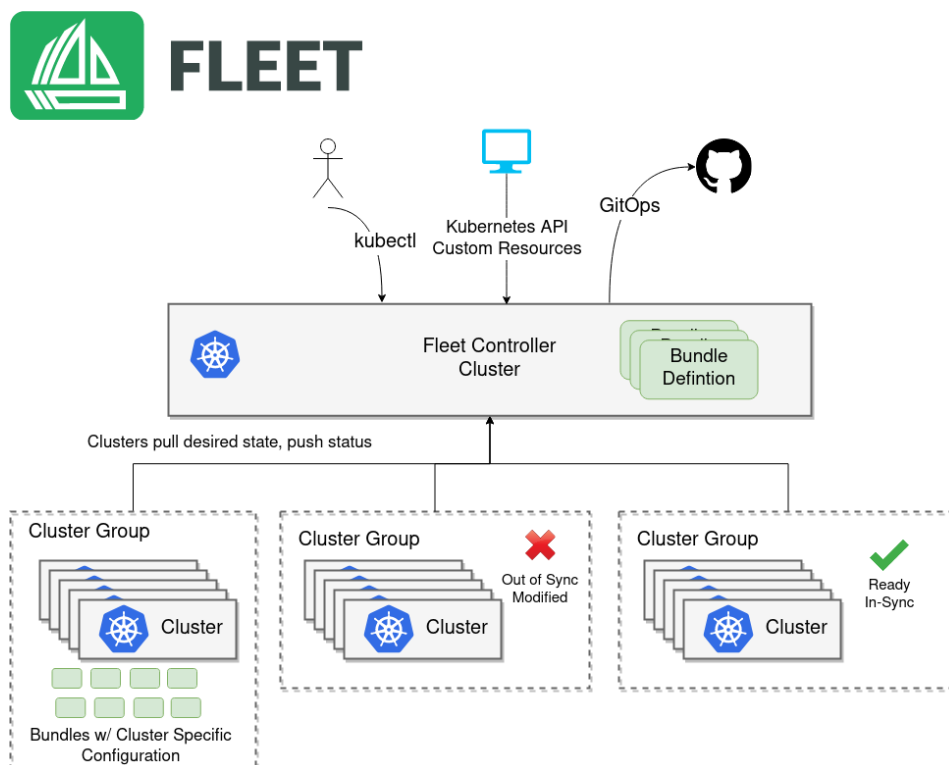 FLEET
kubectl
Kubernetes API
Custom Resources
GitOps
Fleet Controller
Cluster
Bundle
Defintion
Clusters pull desired state, push status
Cluster Group
Cluster
Bundles w/ Cluster Specific
Configuration
Cluster Group
Out of Sync
Modified
Cluster
Cluster Group
Ready
In-Sync
Cluster